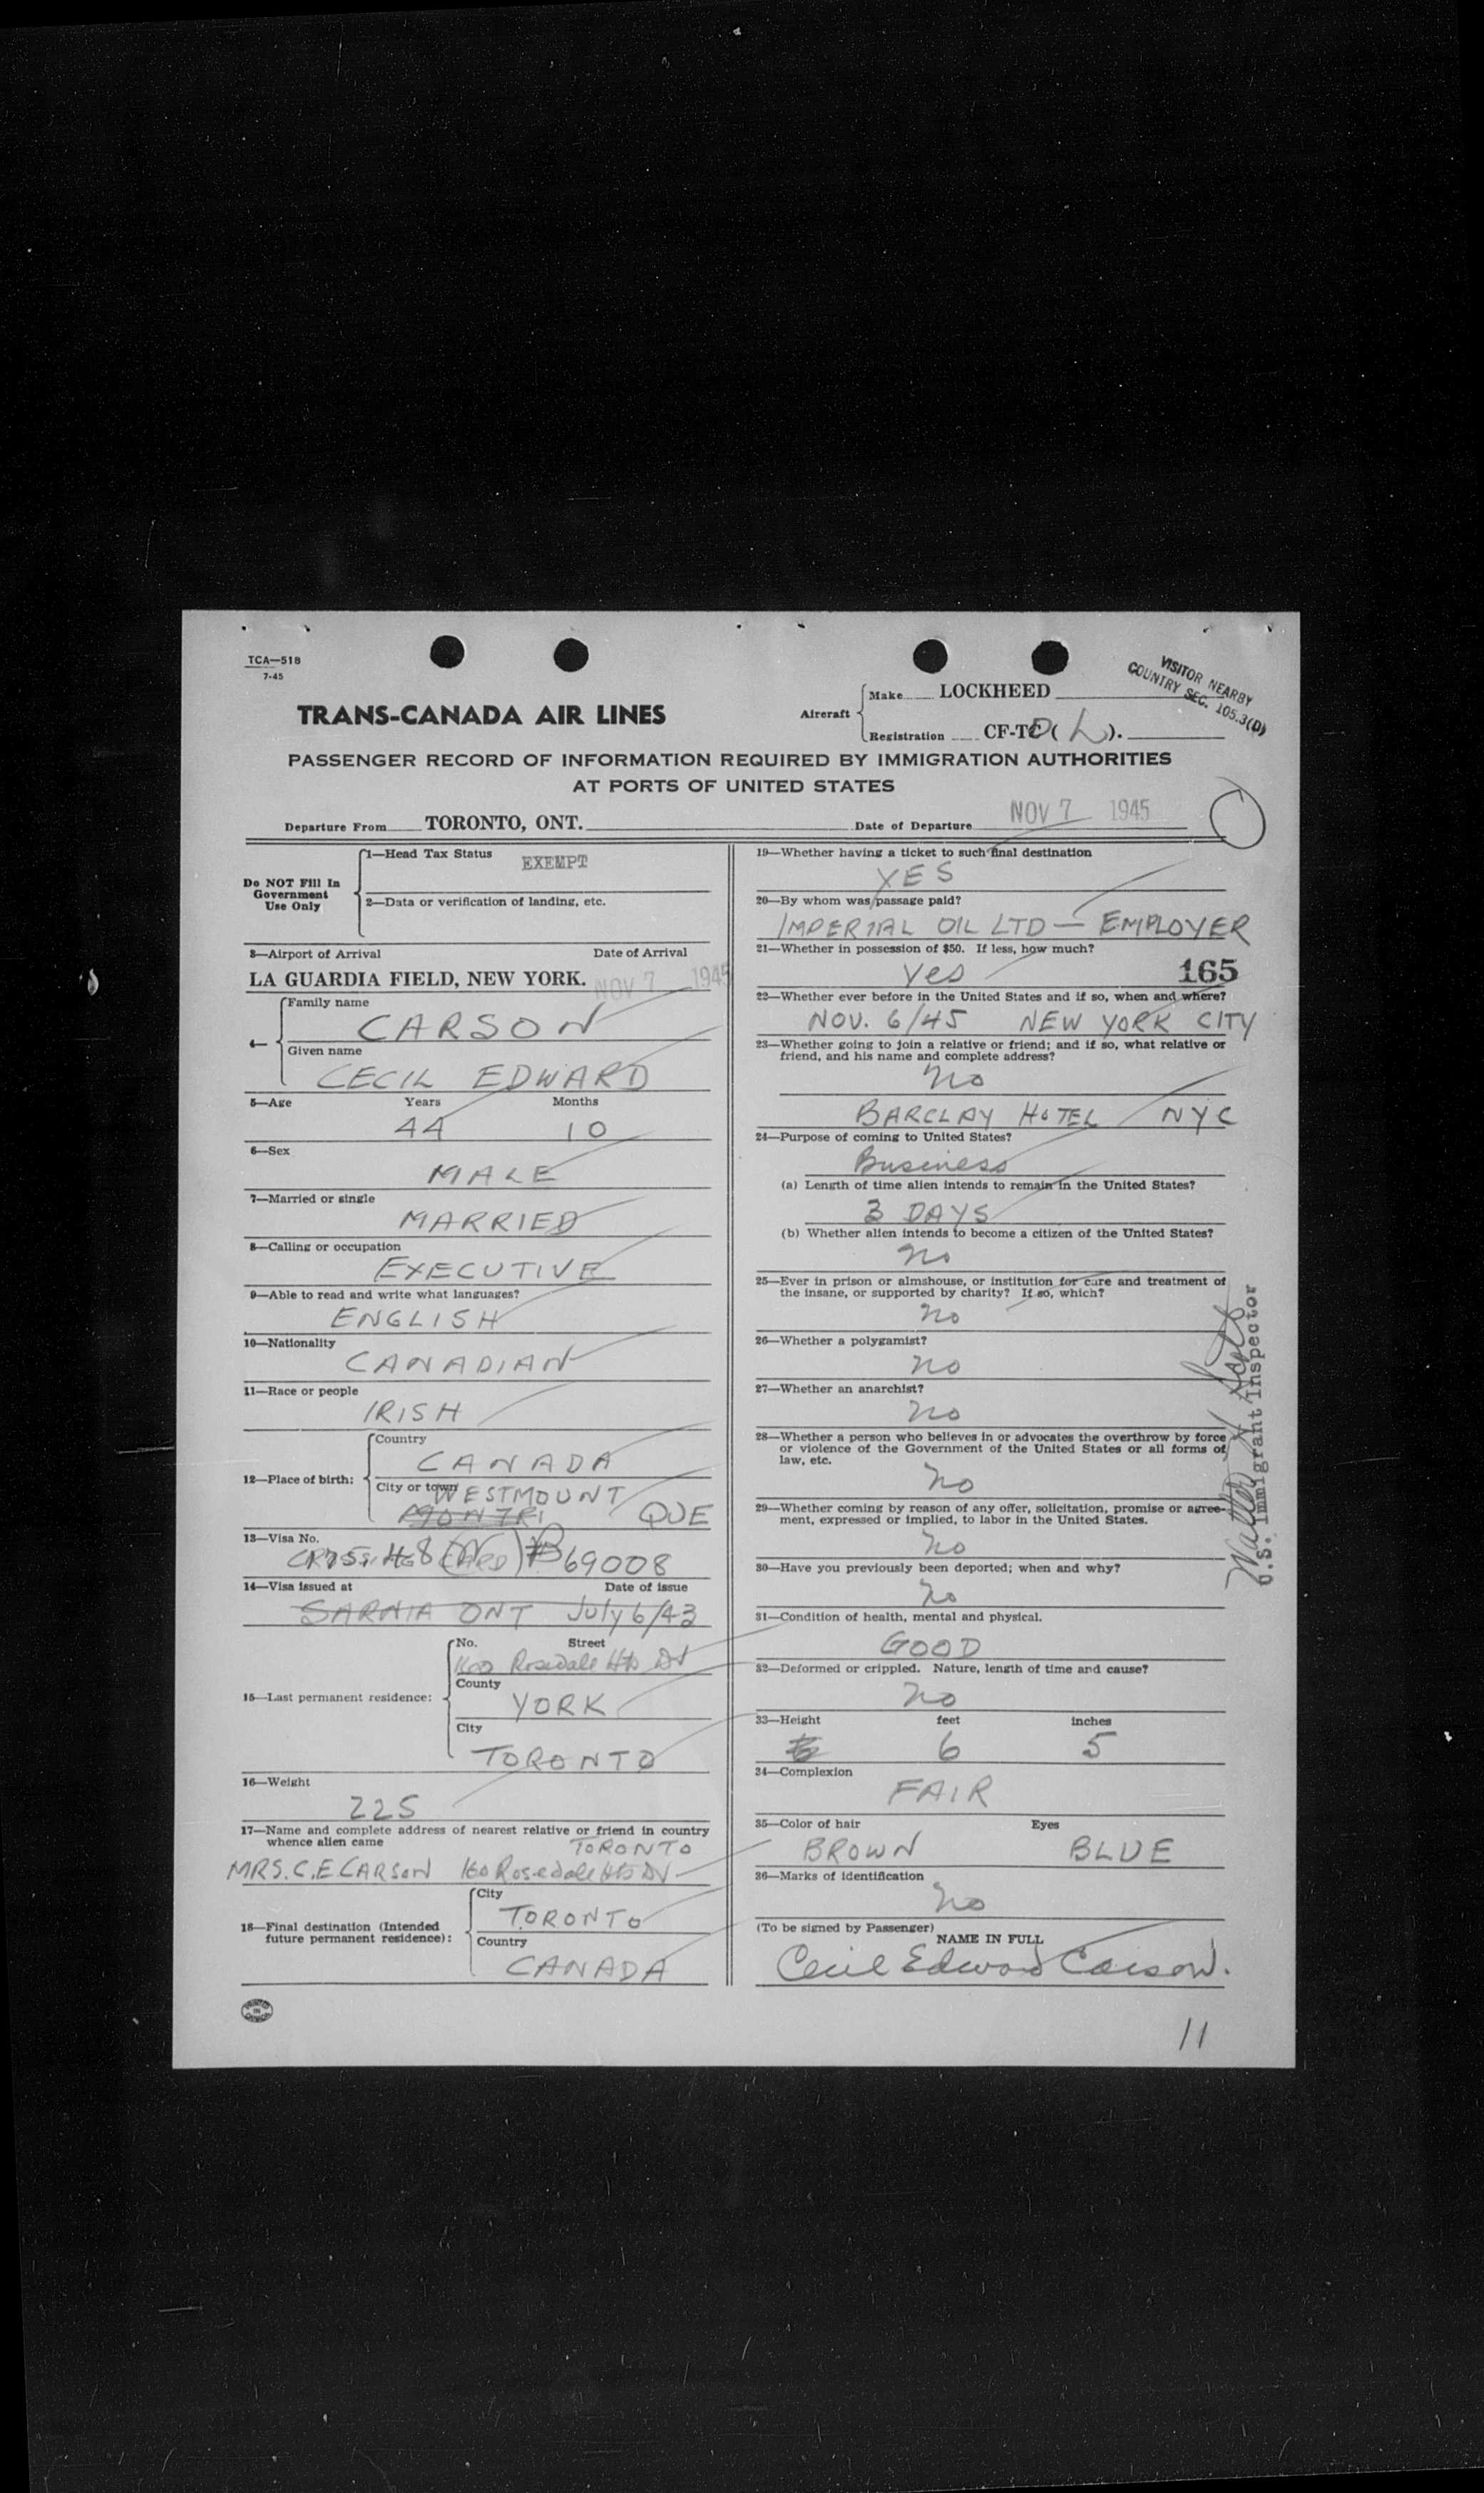 TCA—518
7-45
VISITOR NEARBY
COUNTRY SEC. 105.3(D)
TRANS-CANADA AIR LINES
Aircraft
Make LOCKHEED
Registration CF-TC ( L ).
PASSENGER RECORD OF INFORMATION REQUIRED BY IMMIGRATION AUTHORITIES
AT PORTS OF UNITED STATES
Departure From TORONTO, ONT. Date of Departure NOV 7 1945
Do NOT Fill In
Government
Use Only
1—Head Tax Status EXEMPT
2—Data or verification of landing, etc.
3—Airport of Arrival Date of Arrival
LA GUARDIA FIELD, NEW YORK. NOV 7 1945
4—
Family name
CARSON
Given name
CECIL EDWARD
5—Age Years Months
44 10
6—Sex
MALE
7—Married or single
MARRIED
8—Calling or occupation
EXECUTIVE
9—Able to read and write what languages?
ENGLISH
10—Nationality
CANADIAN
11—Race or people
IRISH
12—Place of birth:
Country
CANADA
City or town
WESTMOUNT
QUE
13—Visa No.
69008
14—Visa issued at Date of issue
SARNIA ONT July 6/43
15—Last permanent residence:
No. Street
160 Rosedale Hts Dr
County
YORK
City
TORONTO
16—Weight
225
17—Name and complete address of nearest relative or friend in country
whence alien came
TORONTO
MRS. C. E. CARSON 160 Rosedale Hts Dr
18—Final destination (Intended
future permanent residence):
City
TORONTO
Country
CANADA
19—Whether having a ticket to such final destination
YES
20—By whom was passage paid?
IMPERIAL OIL LTD — EMPLOYER
21—Whether in possession of $50. If less, how much?
Yes 165
22—Whether ever before in the United States and if so, when and where?
NOV. 6/45 NEW YORK CITY
23—Whether going to join a relative or friend; and if so, what relative or
friend, and his name and complete address?
No
BARCLAY HOTEL NYC
24—Purpose of coming to United States?
Business
(a) Length of time alien intends to remain in the United States?
3 DAYS
(b) Whether alien intends to become a citizen of the United States?
No
25—Ever in prison or almshouse, or institution for care and treatment of
the insane, or supported by charity? If so, which?
No
26—Whether a polygamist?
No
27—Whether an anarchist?
No
28—Whether a person who believes in or advocates the overthrow by force
or violence of the Government of the United States or all forms of
law, etc.
No
29—Whether coming by reason of any offer, solicitation, promise or agree-
ment, expressed or implied, to labor in the United States.
No
30—Have you previously been deported; when and why?
No
31—Condition of health, mental and physical.
GOOD
32—Deformed or crippled. Nature, length of time and cause?
No
33—Height feet inches
6 5
34—Complexion
FAIR
35—Color of hair Eyes
BROWN BLUE
36—Marks of identification
No
(To be signed by Passenger)
NAME IN FULL
Cecil Edward Carson.
U.S. Immigrant Inspector
11